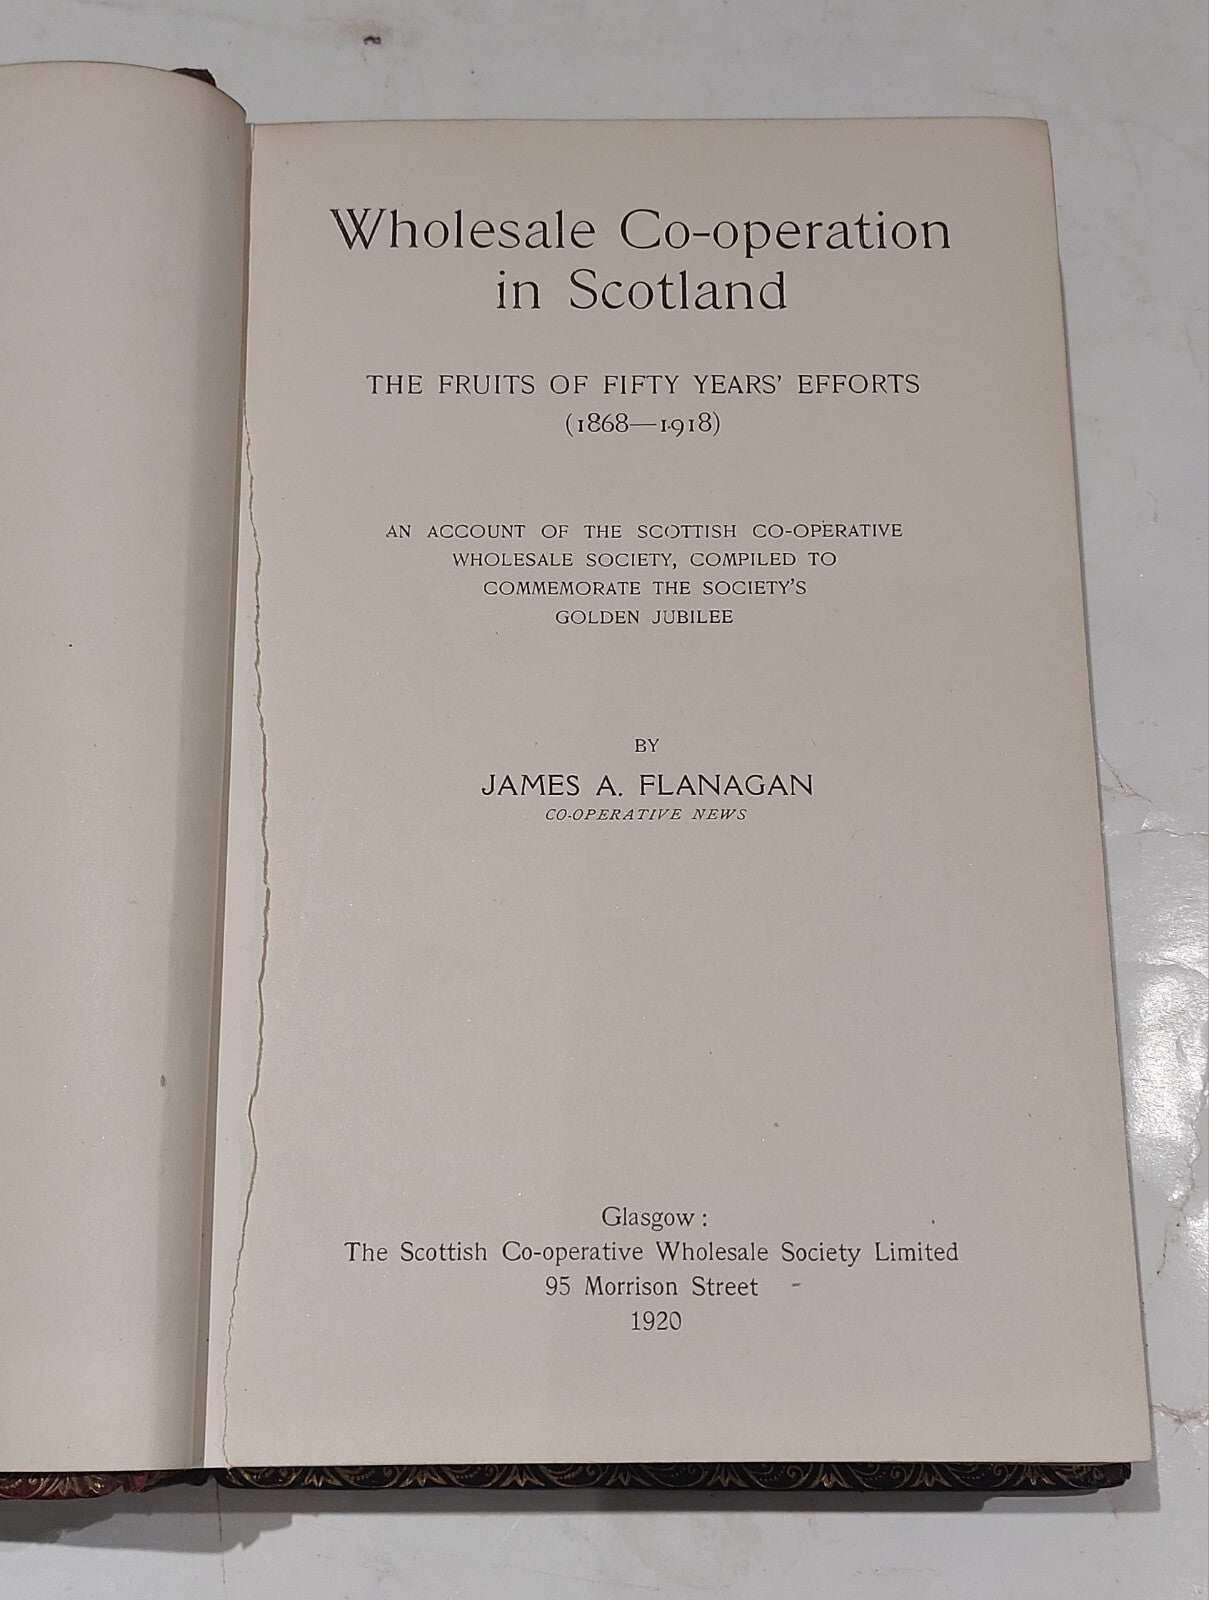 Wholesale Co-operation
in Scotland
THE FRUITS OF FIFTY YEARS' EFFORTS
(1868—1918)
AN ACCOUNT OF THE SCOTTISH CO-OPERATIVE
WHOLESALE SOCIETY, COMPILED TO
COMMEMORATE THE SOCIETY'S
GOLDEN JUBILEE
BY
JAMES A. FLANAGAN
CO-OPERATIVE NEWS
Glasgow :
The Scottish Co-operative Wholesale Society Limited
95 Morrison Street
1920